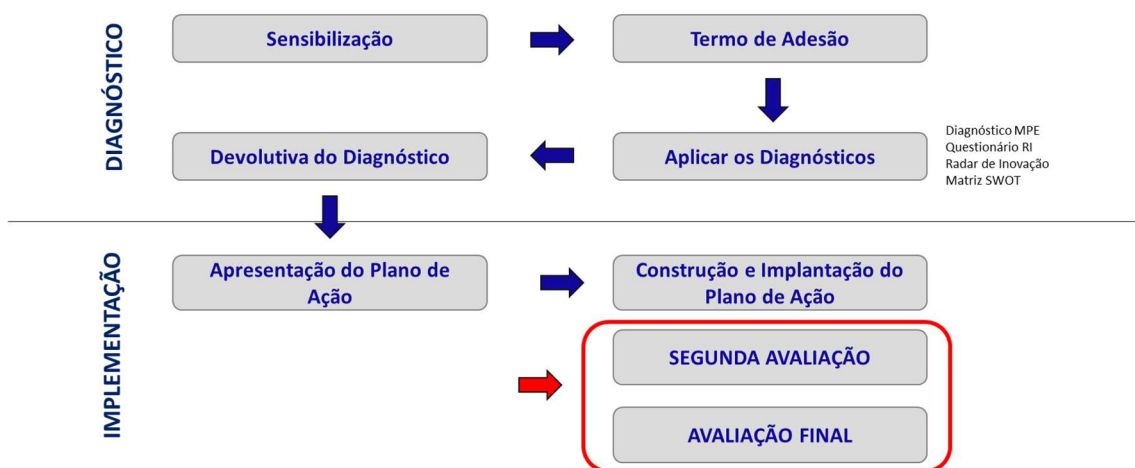 DIAGNÓSTICO
Sensibilização
Termo de Adesão
Devolutiva do Diagnóstico
Aplicar os Diagnósticos
Diagnóstico MPE
Questionário RI
Radar de Inovação
Matriz SWOT
IMPLEMENTAÇÃO
Apresentação do Plano de
Ação
Construção e Implantação do
Plano de Ação
SEGUNDA AVALIAÇÃO
AVALIAÇÃO FINAL